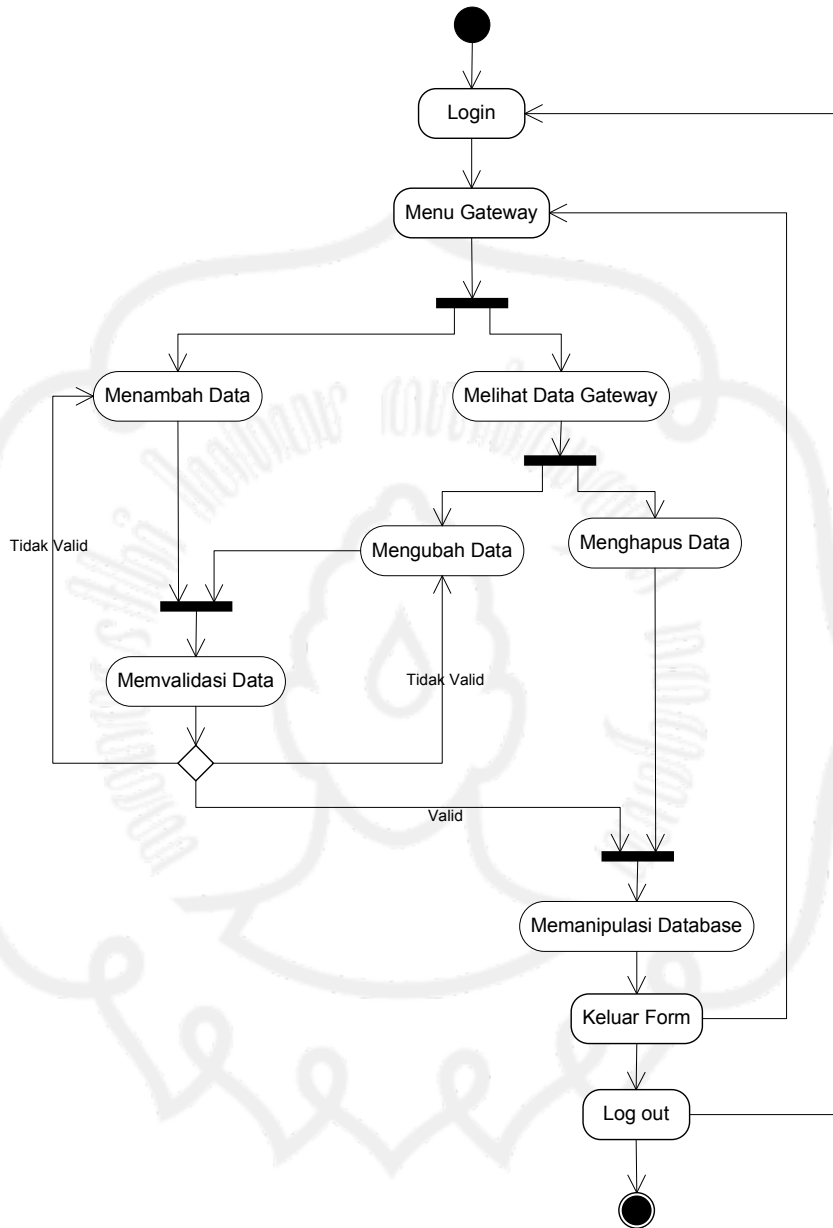 Login
Menu Gateway
Menambah Data
Melihat Data Gateway
Tidak Valid
Mengubah Data
Menghapus Data
Memvalidasi Data
Tidak Valid
Valid
Memanipulasi Database
Keluar Form
Log out